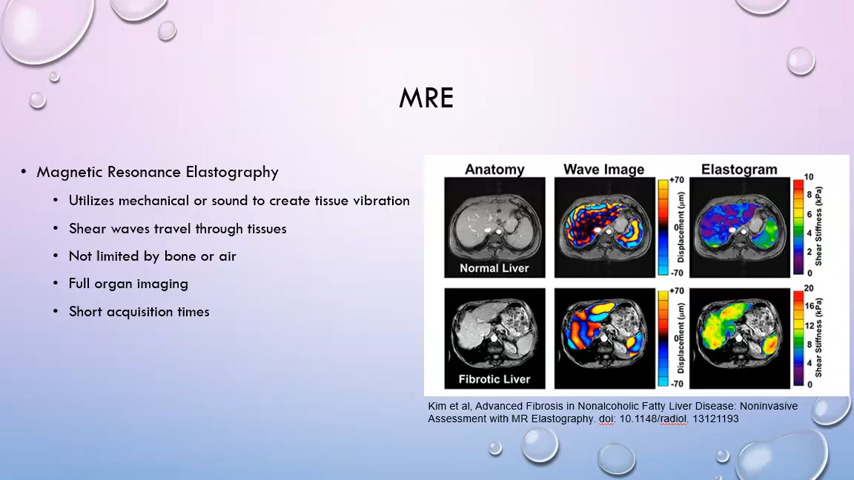 MRE
• Magnetic Resonance Elastography
• Utilizes mechanical or sound to create tissue vibration
• Shear waves travel through tissues
• Not limited by bone or air
• Full organ imaging
• Short acquisition times
Anatomy Wave Image Elastogram
Normal Liver
+70
0
-70
Displacement (µm)
10
8
6
4
2
0
Shear Stiffness (kPa)
Fibrotic Liver
+70
0
-70
Displacement (µm)
20
16
12
8
4
0
Shear Stiffness (kPa)
Kim et al, Advanced Fibrosis in Nonalcoholic Fatty Liver Disease: Noninvasive
Assessment with MR Elastography. doi: 10.1148/radiol. 13121193